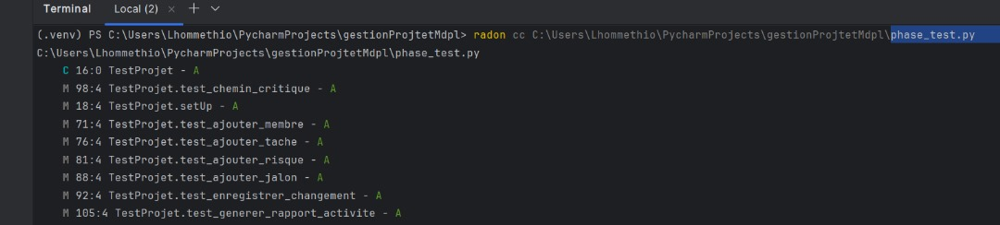 Terminal Local (2) × + ∨
(.venv) PS C:\Users\Lhommethio\PycharmProjects\gestionProjtetMdpl> radon cc C:\Users\Lhommethio\PycharmProjects\gestionProjtetMdpl\phase_test.py
C:\Users\Lhommethio\PycharmProjects\gestionProjtetMdpl\phase_test.py
C 16:0 TestProjet - A
M 98:4 TestProjet.test_chemin_critique - A
M 18:4 TestProjet.setUp - A
M 71:4 TestProjet.test_ajouter_membre - A
M 76:4 TestProjet.test_ajouter_tache - A
M 81:4 TestProjet.test_ajouter_risque - A
M 88:4 TestProjet.test_ajouter_jalon - A
M 92:4 TestProjet.test_enregistrer_changement - A
M 105:4 TestProjet.test_generer_rapport_activite - A